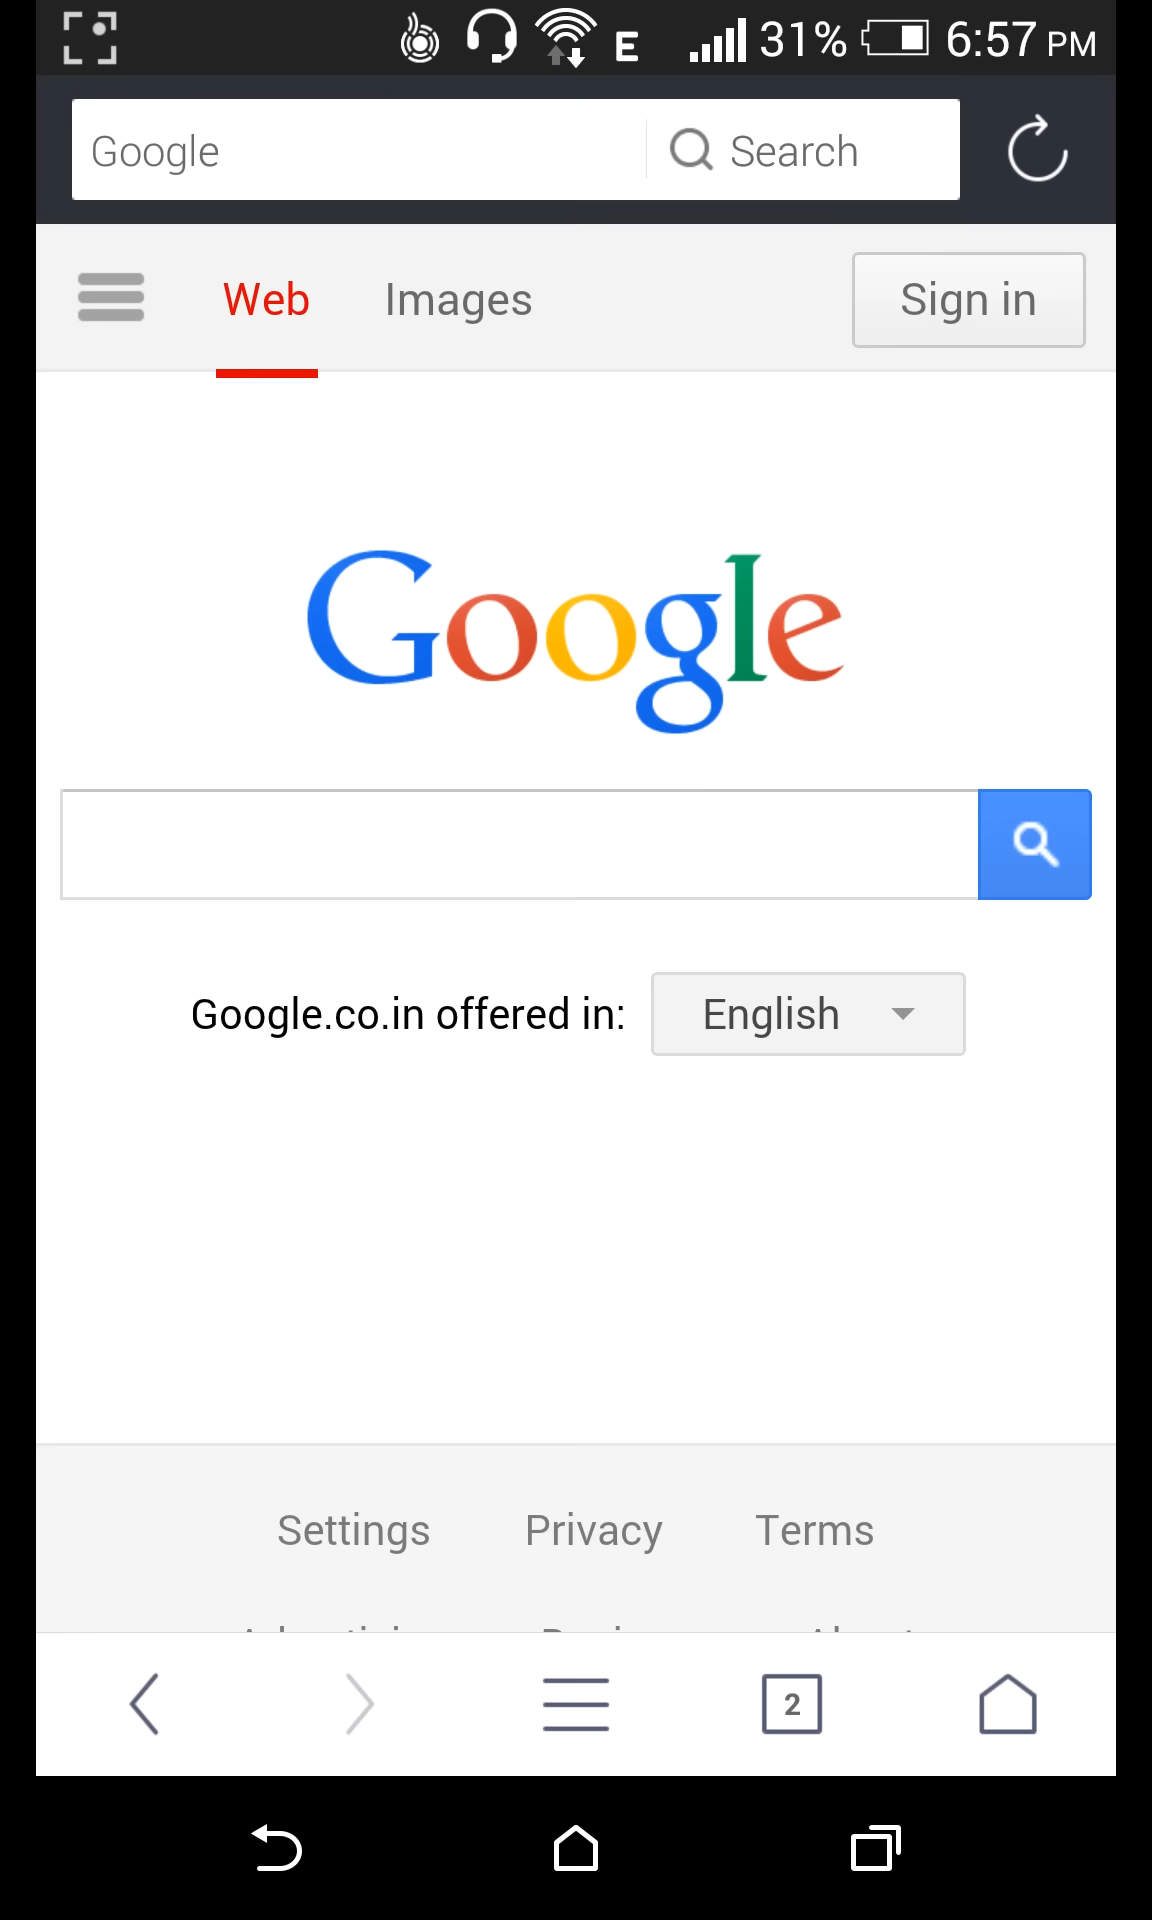 E 31% 6:57 PM
Google Search
Web Images Sign in
Google
Google.co.in offered in: English
Settings Privacy Terms
2